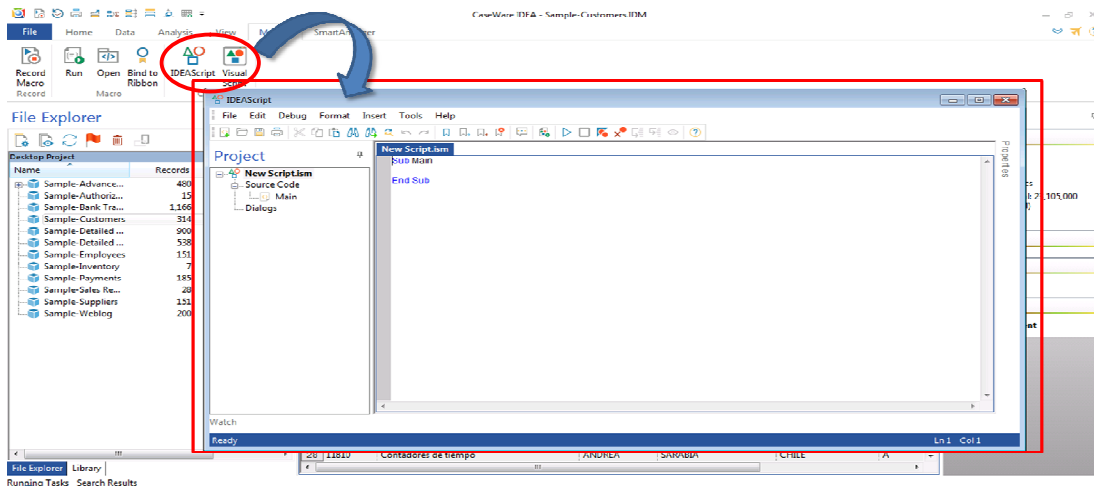 CaseWare IDEA - Sample-Customers.IDM
File Home Data Analysis View
Record Macro
Run
Open
Bind to Ribbon
IDEAScript
Visual Script
Record
Macro
File Explorer
Desktop Project
Name Records
Sample-Advance... 480
Sample-Authoriz... 15
Sample-Bank Tra... 1,166
Sample-Customers 314
Sample-Detailed ... 900
Sample-Detailed ... 538
Sample-Employees 151
Sample-Inventory 7
Sample-Payments 185
Sample-Sales Re... 28
Sample-Suppliers 151
Sample-Weblog 200
File Explorer Library
Running Tasks Search Results
IDEAScript
File Edit Debug Format Insert Tools Help
Project
New Script.ism
Source Code
Main
Dialogs
New Script.ism
Sub Main
End Sub
Properties
Watch
Ready Ln 1 Col 1
28 11810 Contadores de tiempo ANDREA SARABIA CHILE A